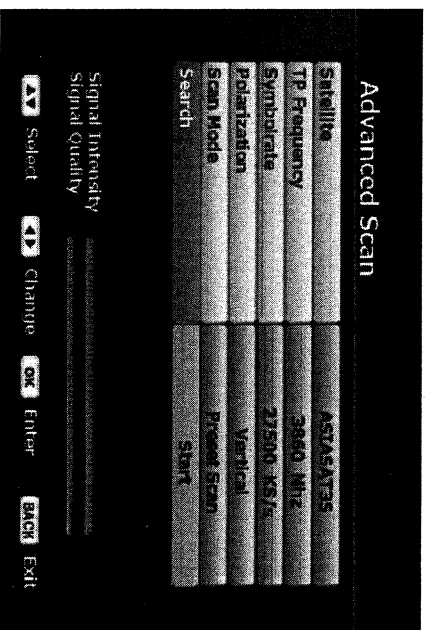 Advanced Scan
Satellite ASIASAT3S
TP Frequency 3860 Mhz
Symbolrate 27500 KS/s
Polarization Vertical
Scan Mode Preset Scan
Search Start
Signal Intensity
Signal Quality
Select Change OK Enter BACK Exit